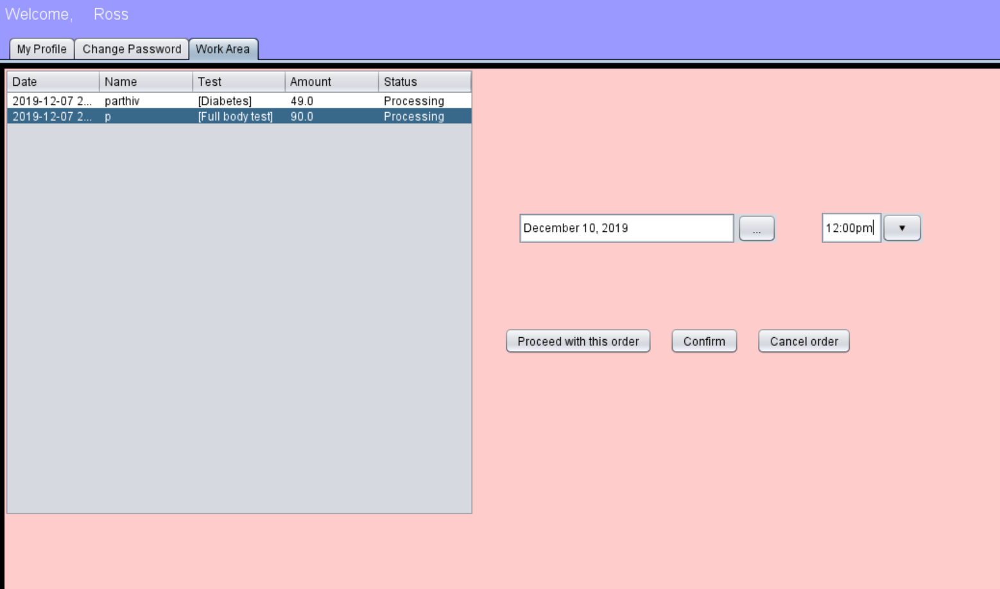 Welcome, Ross
My Profile Change Password Work Area
Date Name Test Amount Status
2019-12-07 2... parthiv [Diabetes] 49.0 Processing
2019-12-07 2... p [Full body test] 90.0 Processing
December 10, 2019 ... 12:00pm
Proceed with this order Confirm Cancel order